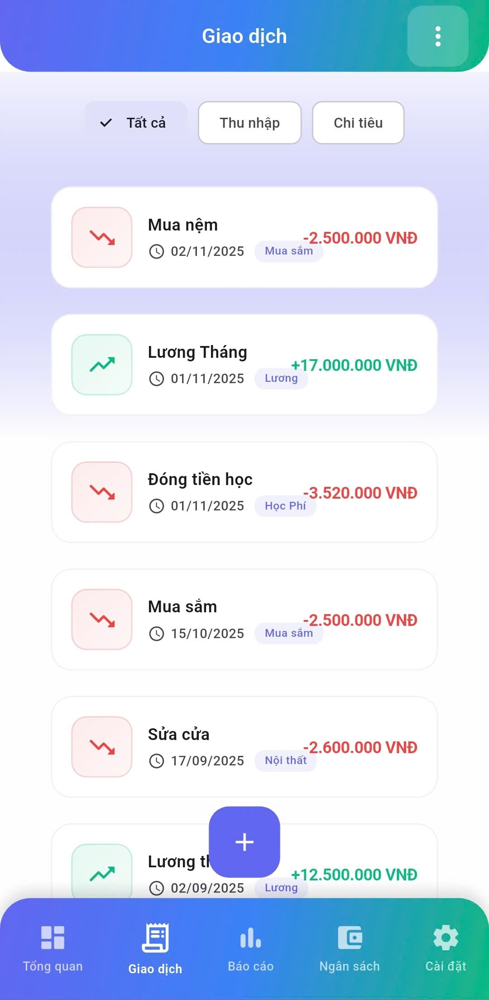 Giao dịch
Tất cả
Thu nhập
Chi tiêu
Mua nệm
-2.500.000 VNĐ
02/11/2025
Mua sắm
Lương Tháng
+17.000.000 VNĐ
01/11/2025
Lương
Đóng tiền học
-3.520.000 VNĐ
01/11/2025
Học Phí
Mua sắm
-2.500.000 VNĐ
15/10/2025
Mua sắm
Sửa cửa
-2.600.000 VNĐ
17/09/2025
Nội thất
Lương
+12.500.000 VNĐ
02/09/2025
Lương
Tổng quan
Giao dịch
Báo cáo
Ngân sách
Cài đặt